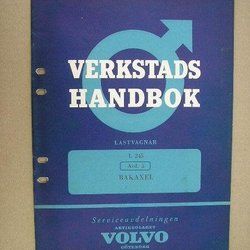 VERKSTADS
HANDBOK
LASTVAGNAR
L 245
Avd. 5
BAKAXEL
Serviceavdelningen
AKTIEBOLAGET
VOLVO
GÖTEBORG